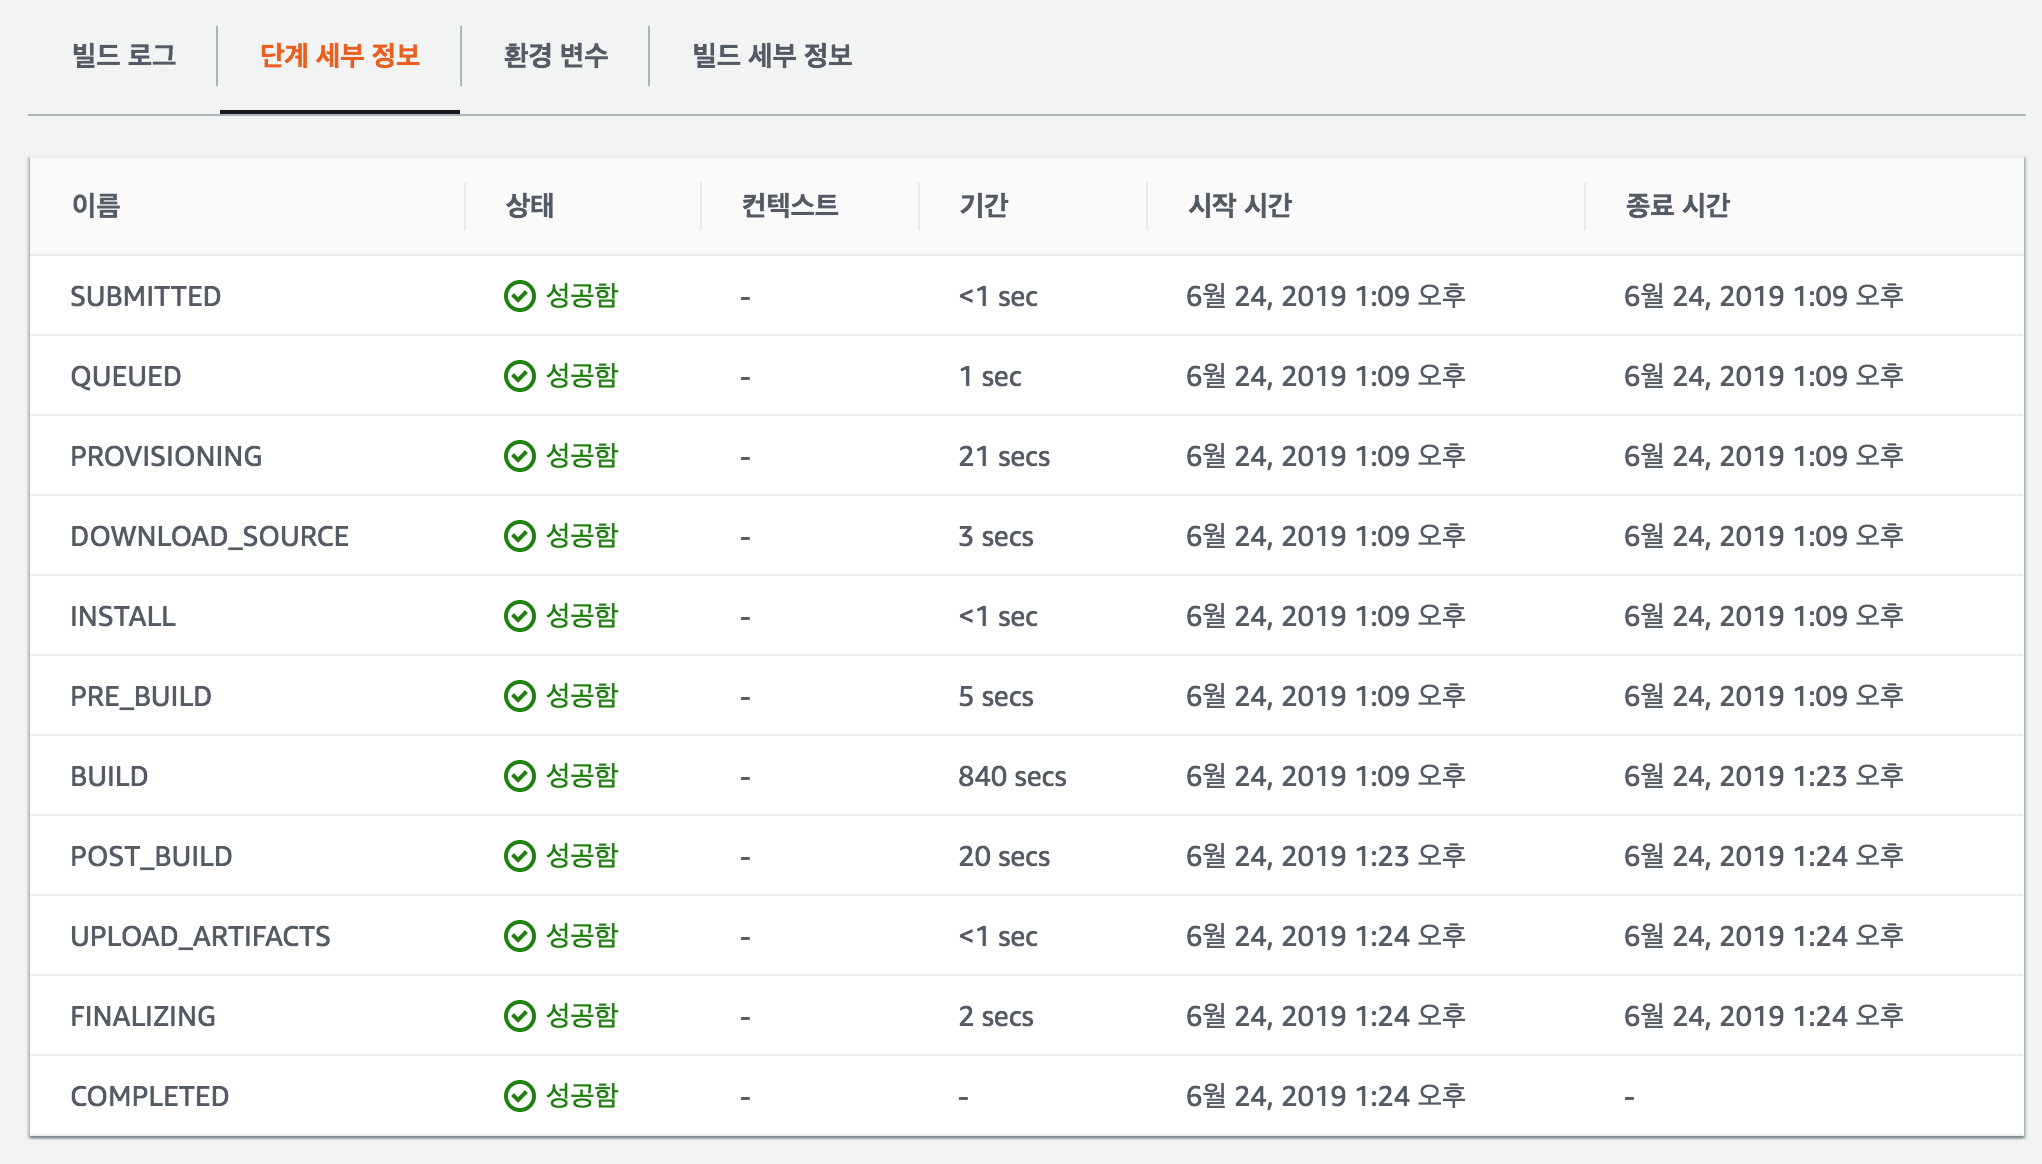 빌드 로그 단계 세부 정보 환경 변수 빌드 세부 정보
이름 상태 컨텍스트 기간 시작 시간 종료 시간
SUBMITTED 성공함 - <1 sec 6월 24, 2019 1:09 오후 6월 24, 2019 1:09 오후
QUEUED 성공함 - 1 sec 6월 24, 2019 1:09 오후 6월 24, 2019 1:09 오후
PROVISIONING 성공함 - 21 secs 6월 24, 2019 1:09 오후 6월 24, 2019 1:09 오후
DOWNLOAD_SOURCE 성공함 - 3 secs 6월 24, 2019 1:09 오후 6월 24, 2019 1:09 오후
INSTALL 성공함 - <1 sec 6월 24, 2019 1:09 오후 6월 24, 2019 1:09 오후
PRE_BUILD 성공함 - 5 secs 6월 24, 2019 1:09 오후 6월 24, 2019 1:09 오후
BUILD 성공함 - 840 secs 6월 24, 2019 1:09 오후 6월 24, 2019 1:23 오후
POST_BUILD 성공함 - 20 secs 6월 24, 2019 1:23 오후 6월 24, 2019 1:24 오후
UPLOAD_ARTIFACTS 성공함 - <1 sec 6월 24, 2019 1:24 오후 6월 24, 2019 1:24 오후
FINALIZING 성공함 - 2 secs 6월 24, 2019 1:24 오후 6월 24, 2019 1:24 오후
COMPLETED 성공함 - - 6월 24, 2019 1:24 오후 -